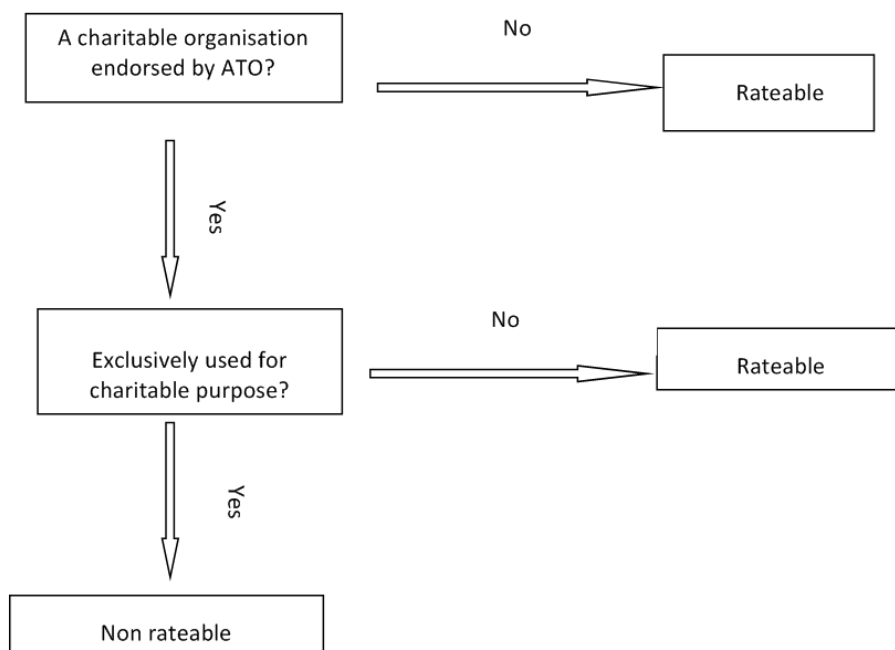 A charitable organisation
endorsed by ATO?
No
Rateable
Yes
Exclusively used for
charitable purpose?
No
Rateable
Yes
Non rateable